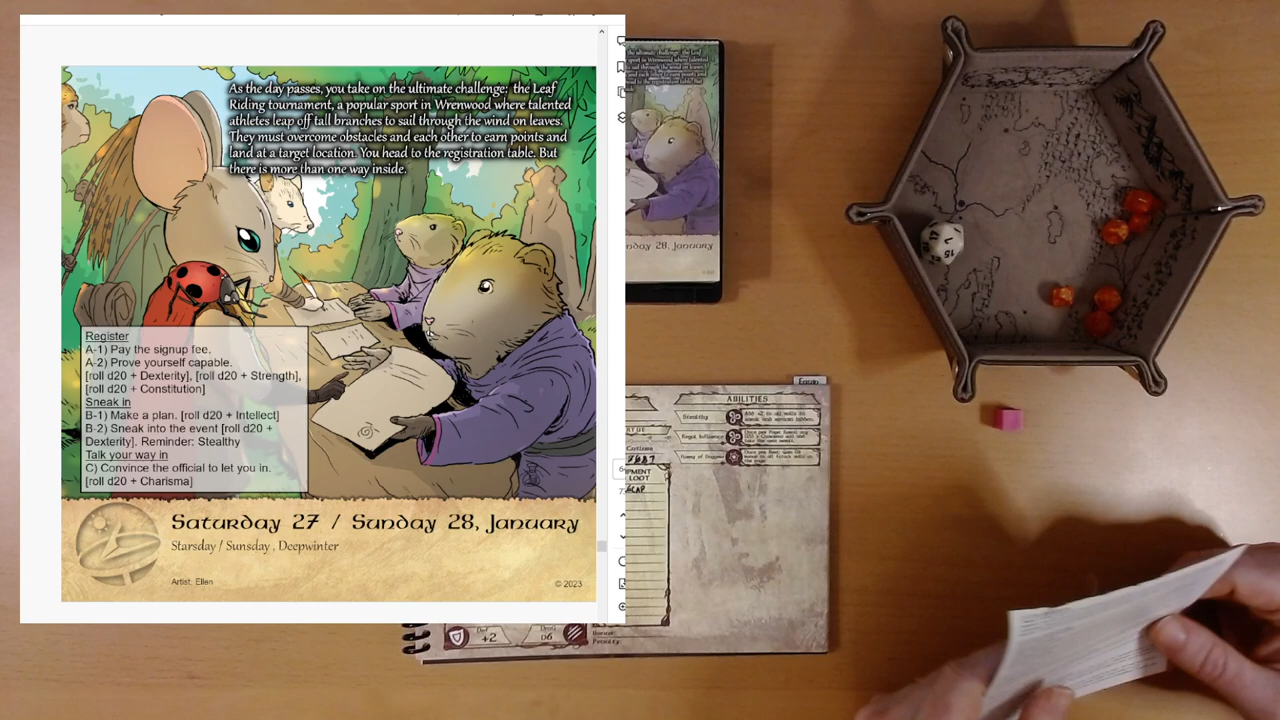 As the day passes, you take on the ultimate challenge; the Leaf
Riding tournament, a popular sport in Wrenwood where talented
athletes leap off tall branches to sail through the wind on leaves.
They must overcome obstacles and each other to earn points and
land at a target location. You head to the registration table. But
there is more than one way inside.
Register
A-1) Pay the signup fee.
A-2) Prove yourself capable.
[roll d20 + Dexterity], [roll d20 + Strength],
[roll d20 + Constitution]
Sneak in
B-1) Make a plan. [roll d20 + Intellect]
B-2) Sneak into the event [roll d20 +
Dexterity]. Reminder: Stealthy
Talk your way in
C) Convince the official to let you in.
[roll d20 + Charisma]
Saturday 27 / Sunday 28, January
Starsday / Sunsday, Deepwinter
Artist: Ellen
© 2023
nday 28, January
ABILITIES
Stealthy
Regal Influence
LOOT
+2
D6
15